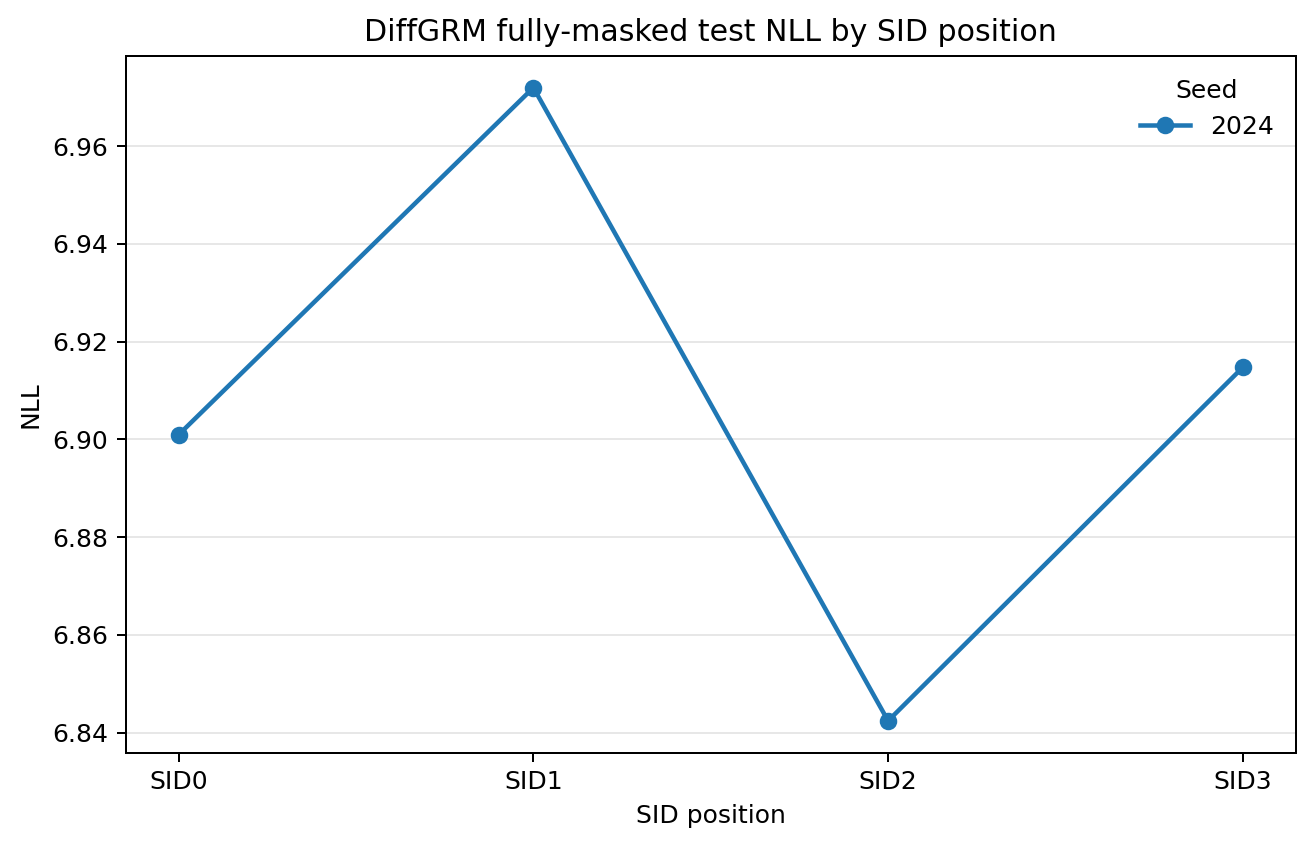 DiffGRM fully-masked test NLL by SID position
Seed
2024
6.96
6.94
6.92
6.90
6.88
6.86
6.84
NLL
SID0 SID1 SID2 SID3
SID position